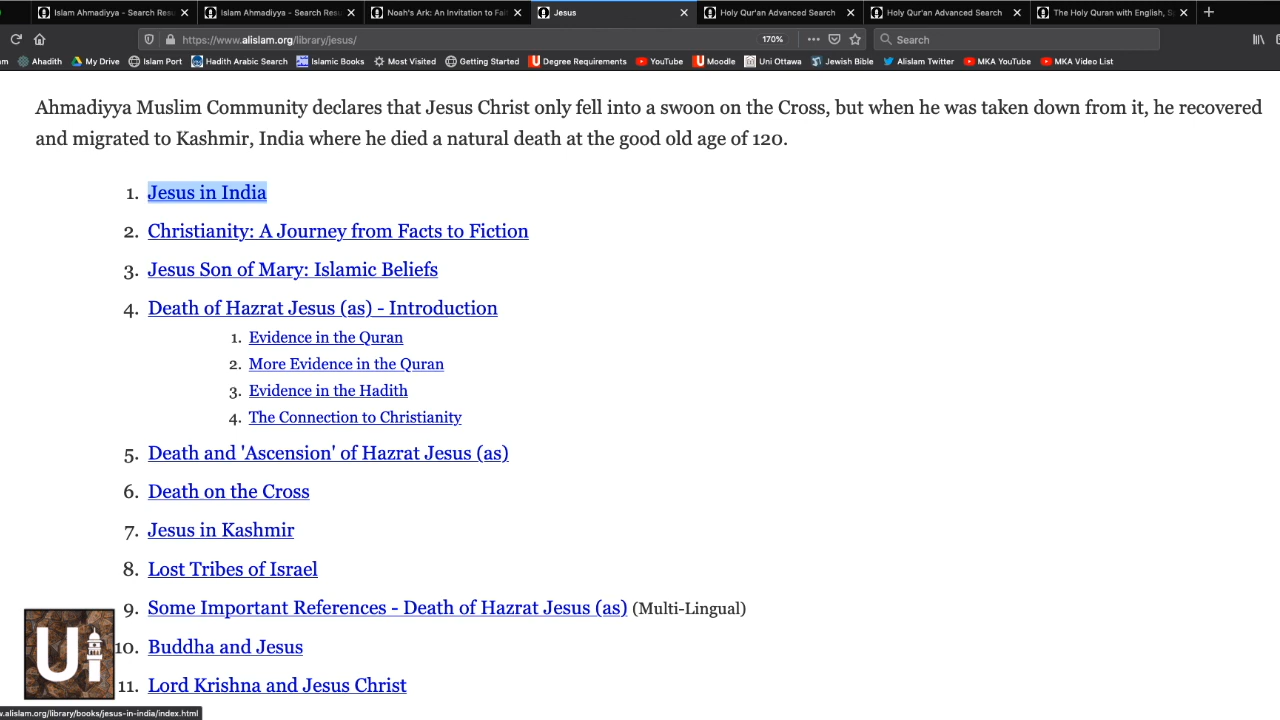 Islam Ahmadiyya - Search Resu
Islam Ahmadiyya - Search Resu
Noah's Ark: An Invitation to Fai
Jesus
Holy Qur'an Advanced Search
Holy Qur'an Advanced Search
The Holy Quran with English, S
https://www.alislam.org/library/jesus/
170%
Search
Ahadith
My Drive
Islam Port
Hadith Arabic Search
Islamic Books
Most Visited
Getting Started
Degree Requirements
YouTube
Moodle
Uni Ottawa
Jewish Bible
Alislam Twitter
MKA YouTube
MKA Video List
Ahmadiyya Muslim Community declares that Jesus Christ only fell into a swoon on the Cross, but when he was taken down from it, he recovered
and migrated to Kashmir, India where he died a natural death at the good old age of 120.
1. Jesus in India
2. Christianity: A Journey from Facts to Fiction
3. Jesus Son of Mary: Islamic Beliefs
4. Death of Hazrat Jesus (as) - Introduction
1. Evidence in the Quran
2. More Evidence in the Quran
3. Evidence in the Hadith
4. The Connection to Christianity
5. Death and 'Ascension' of Hazrat Jesus (as)
6. Death on the Cross
7. Jesus in Kashmir
8. Lost Tribes of Israel
9. Some Important References - Death of Hazrat Jesus (as) (Multi-Lingual)
10. Buddha and Jesus
11. Lord Krishna and Jesus Christ
Ui
w.alislam.org/library/books/jesus-in-india/index.html